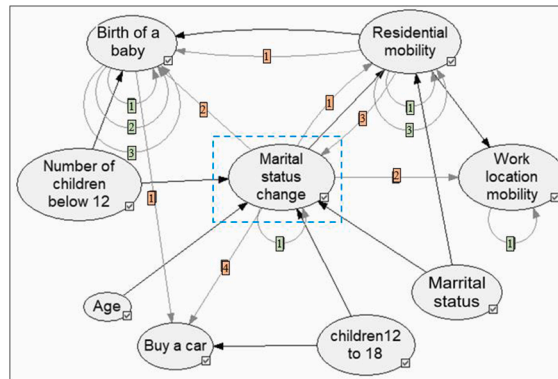 Birth of a
baby
Residential
mobility
1
1
1
2
3
2
1
3
3
Number of
children
below 12
Marital
status
change
2
Work
location
mobility
1
1
1
4
Age
Marrital
status
Buy a car
children12
to 18